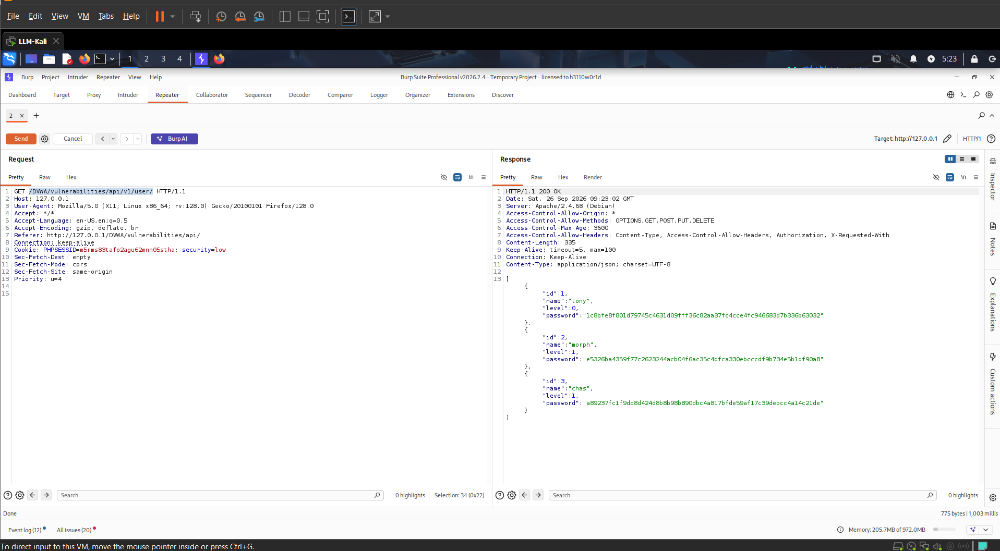 File Edit View VM Tabs Help
LLM-Kali
1 2 3 4 5:23
Burp Project Intruder Repeater View Help Burp Suite Professional v2026.2.4 - Temporary Project - licensed to h3110w0r1d
Dashboard Target Proxy Intruder Repeater Collaborator Sequencer Decoder Comparer Logger Organizer Extensions Discover
2 × +
Send Cancel < > Burp AI Target: http://127.0.0.1 HTTP/1
Request
Pretty Raw Hex \n
1 GET /DVWA/vulnerabilities/api/v1/user/ HTTP/1.1
2 Host: 127.0.0.1
3 User-Agent: Mozilla/5.0 (X11; Linux x86_64; rv:128.0) Gecko/20100101 Firefox/128.0
4 Accept: */*
5 Accept-Language: en-US,en;q=0.5
6 Accept-Encoding: gzip, deflate, br
7 Referer: http://127.0.0.1/DVWA/vulnerabilities/api/
8 Connection: keep-alive
9 Cookie: PHPSESSID=m5rms83tafo2agu62mnm05stha; security=low
10 Sec-Fetch-Dest: empty
11 Sec-Fetch-Mode: cors
12 Sec-Fetch-Site: same-origin
13 Priority: u=4
14
15
Response
Pretty Raw Hex Render \n
1 HTTP/1.1 200 OK
2 Date: Sat, 26 Sep 2026 09:23:02 GMT
3 Server: Apache/2.4.68 (Debian)
4 Access-Control-Allow-Origin: *
5 Access-Control-Allow-Methods: OPTIONS,GET,POST,PUT,DELETE
6 Access-Control-Max-Age: 3600
7 Access-Control-Allow-Headers: Content-Type, Access-Control-Allow-Headers, Authorization, X-Requested-With
8 Content-Length: 335
9 Keep-Alive: timeout=5, max=100
10 Connection: Keep-Alive
11 Content-Type: application/json; charset=UTF-8
12
13 [
{
"id":1,
"name":"tony",
"level":0,
"password":"1c8bfe8f801d79745c4631d09fff36c82aa37fc4cce4fc946683d7b336b63032"
},
{
"id":2,
"name":"morph",
"level":1,
"password":"e5326ba4359f77c2623244acb04f6ac35c4dfca330ebcccdf9b734e5b1df90a8"
},
{
"id":3,
"name":"chas",
"level":1,
"password":"a89237fc1f9dd8d424d8b8b98b890dbc4a817bfde59af17c39debcc4a14c21de"
}
]
Inspector
Notes
Explanations
Custom actions
Search 0 highlights Selection: 34 (0x22)
Search 0 highlights
Done 775 bytes | 1,003 millis
Event log (12) All issues (20) Memory: 205.7MB of 972.0MB
To direct input to this VM, move the mouse pointer inside or press Ctrl+G.